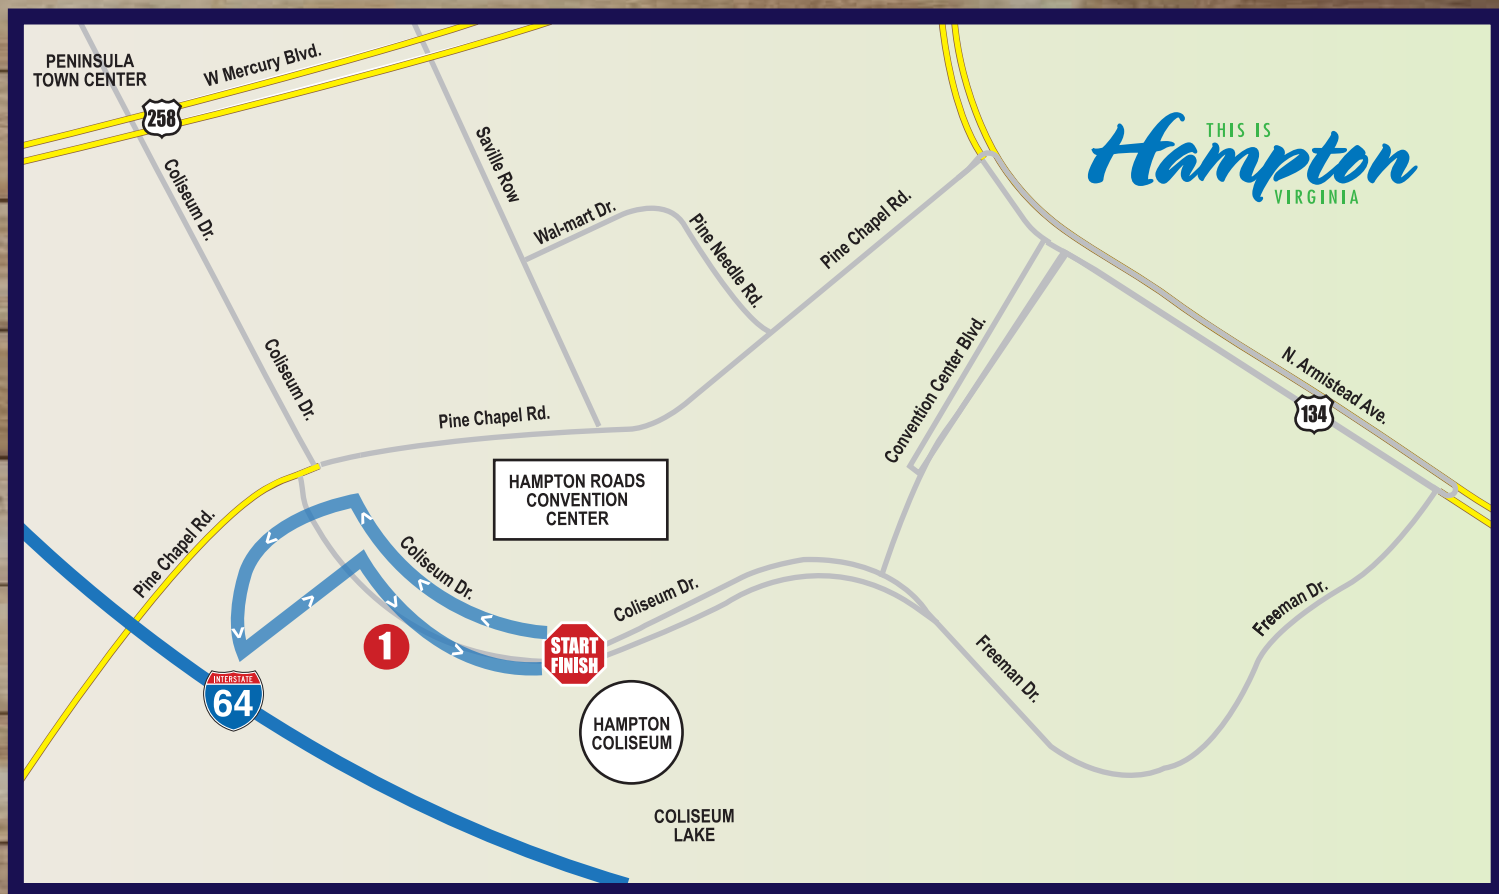 PENINSULA
TOWN CENTER
W Mercury Blvd.
258
THIS IS
Hampton
VIRGINIA
Coliseum Dr.
Saville Row
Wal-mart Dr.
Pine Needle Rd.
Pine Chapel Rd.
Coliseum Dr.
Convention Center Blvd.
N. Armistead Ave.
134
Pine Chapel Rd.
HAMPTON ROADS
CONVENTION
CENTER
Pine Chapel Rd.
Coliseum Dr.
Coliseum Dr.
Freeman Dr.
1
START
FINISH
Freeman Dr.
INTERSTATE
64
HAMPTON
COLISEUM
COLISEUM
LAKE